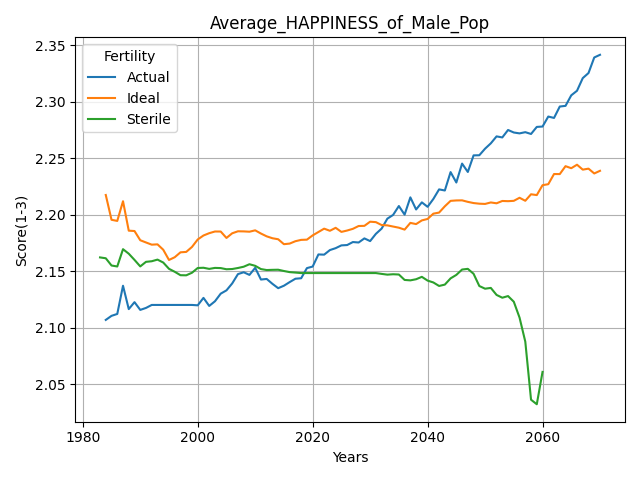 Average_HAPPINESS_of_Male_Pop
2.35
2.30
2.25
2.20
2.15
2.10
2.05
Score(1-3)
Fertility
Actual
Ideal
Sterile
1980
2000
2020
2040
2060
Years